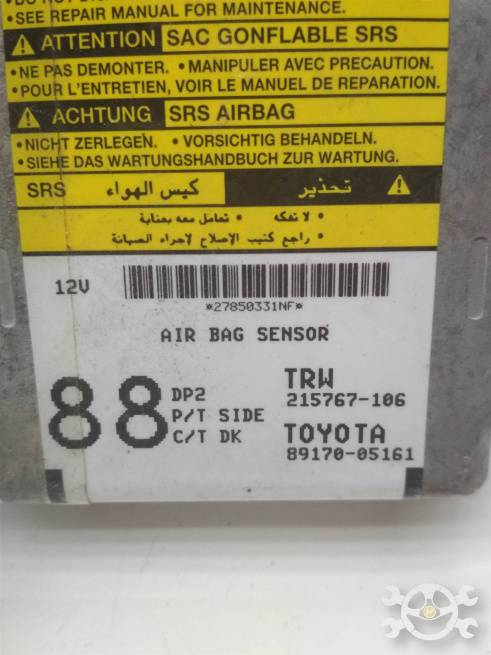 •SEE REPAIR MANUAL FOR MAINTENANCE.
ATTENTION SAC GONFLABLE SRS
•NE PAS DEMONTER. •MANIPULER AVEC PRECAUTION.
•POUR L'ENTRETIEN, VOIR LE MANUEL DE REPARATION.
ACHTUNG SRS AIRBAG
•NICHT ZERLEGEN. •VORSICHTIG BEHANDELN.
•SIEHE DAS WARTUNGSHANDBUCH ZUR WARTUNG.
تحذير كيس الهواء SRS
• لا تفكه • تعامل معه بعناية
• راجع كتيب الإصلاح لاجراء الصيانة
12V
*27850331NF*
AIR BAG SENSOR
88 DP2 TRW
P/T SIDE 215767-106
C/T DK TOYOTA
89170-05161